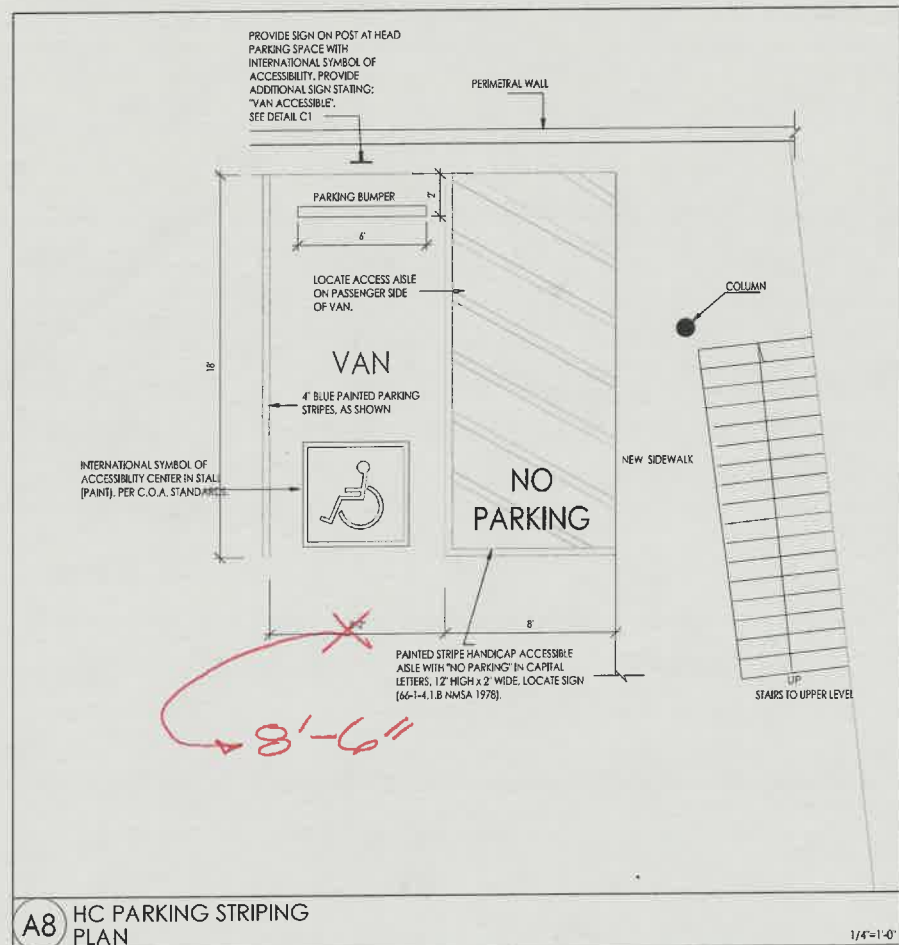 PROVIDE SIGN ON POST AT HEAD
PARKING SPACE WITH
INTERNATIONAL SYMBOL OF
ACCESSIBILITY. PROVIDE
ADDITIONAL SIGN STATING:
"VAN ACCESSIBLE".
SEE DETAIL C1
PERIMETRAL WALL
PARKING BUMPER
2'
6'
LOCATE ACCESS AISLE
ON PASSENGER SIDE
OF VAN.
COLUMN
18'
VAN
4" BLUE PAINTED PARKING
STRIPES, AS SHOWN
INTERNATIONAL SYMBOL OF
ACCESSIBILITY CENTER IN STALL
(PAINT). PER C.O.A. STANDARDS.
NEW SIDEWALK
NO
PARKING
8'
PAINTED STRIPE HANDICAP ACCESSIBLE
AISLE WITH "NO PARKING" IN CAPITAL
LETTERS, 12" HIGH x 2" WIDE, LOCATE SIGN
(66-1-4.1.B NMSA 1978).
UP
STAIRS TO UPPER LEVEL
8'-6"
A8 HC PARKING STRIPING
PLAN
1/4"=1'-0"